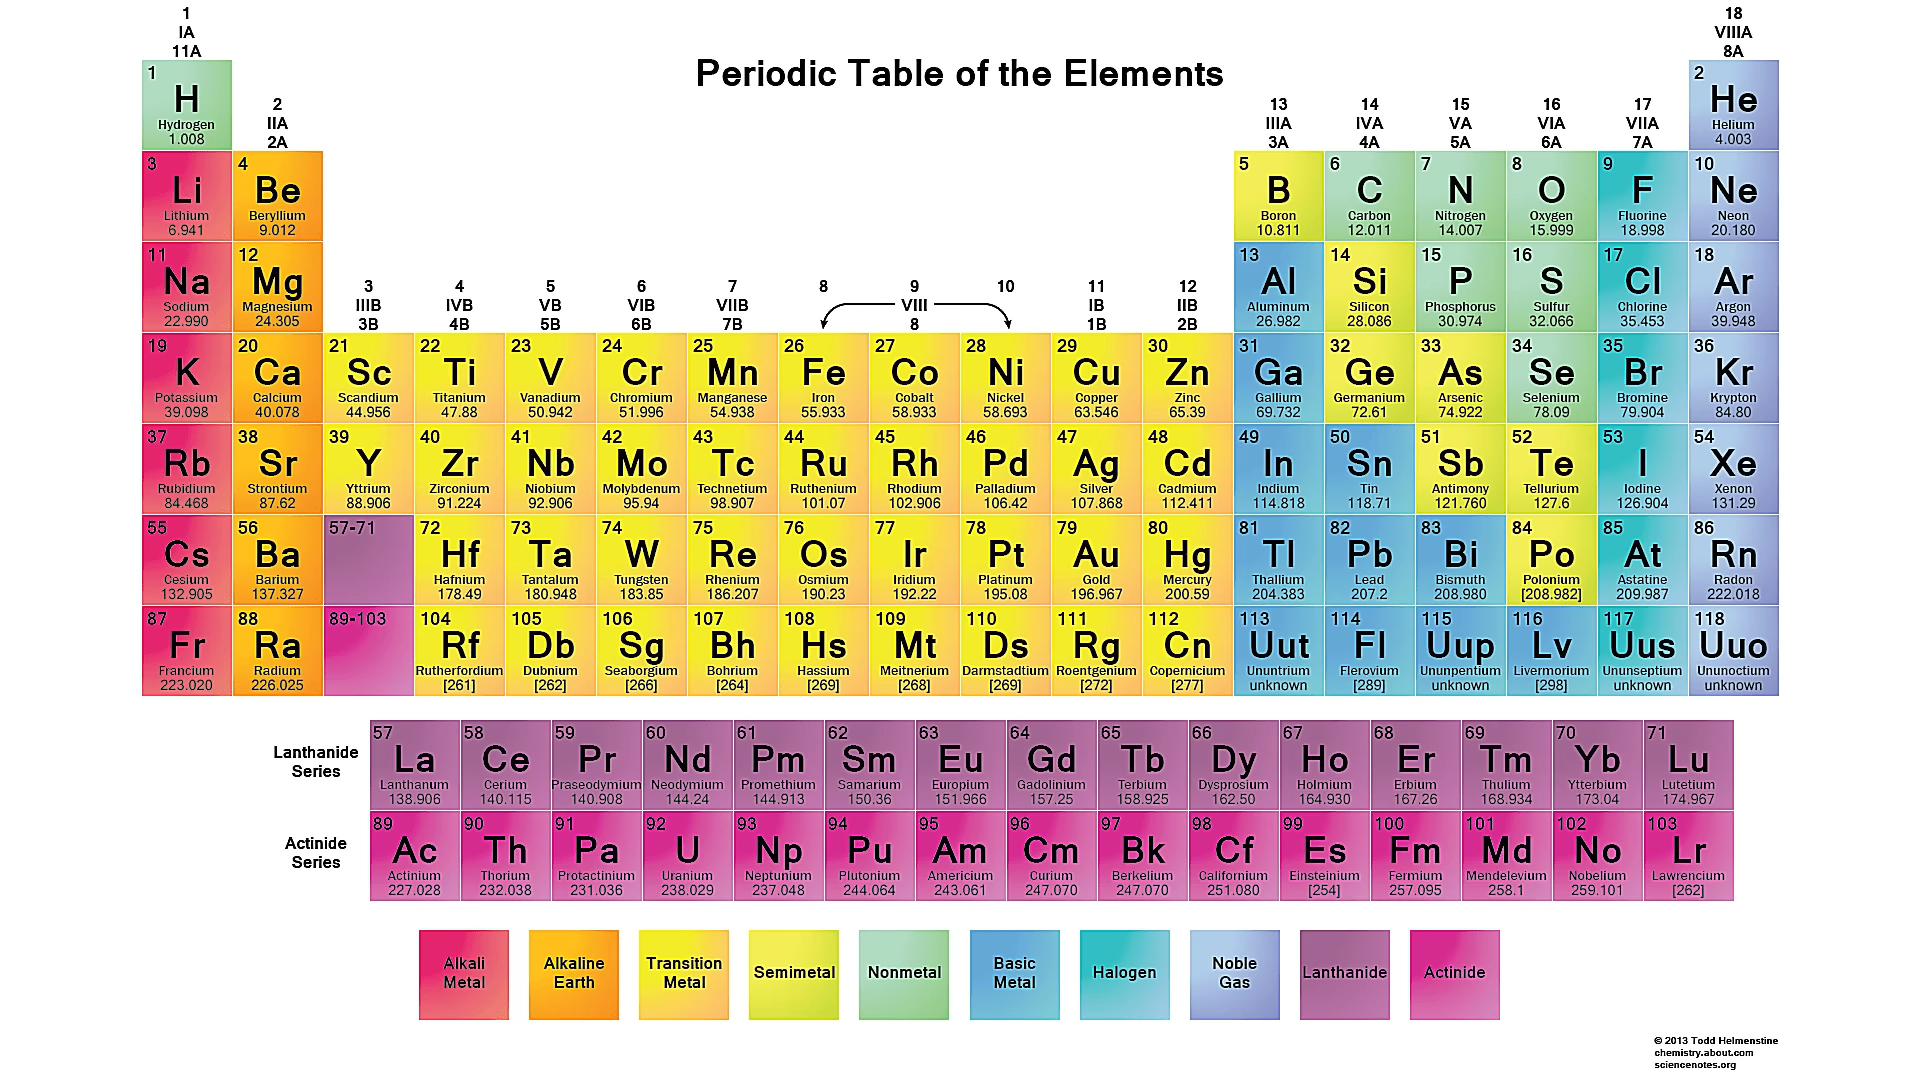 Periodic Table of the Elements
1
IA
11A
2
IIA
2A
3
IIIB
3B
4
IVB
4B
5
VB
5B
6
VIB
6B
7
VIIB
7B
8
9
VIII
8
10
11
IB
1B
12
IIB
2B
13
IIIA
3A
14
IVA
4A
15
VA
5A
16
VIA
6A
17
VIIA
7A
18
VIIIA
8A
1
H
Hydrogen
1.008
2
He
Helium
4.003
3
Li
Lithium
6.941
4
Be
Beryllium
9.012
5
B
Boron
10.811
6
C
Carbon
12.011
7
N
Nitrogen
14.007
8
O
Oxygen
15.999
9
F
Fluorine
18.998
10
Ne
Neon
20.180
11
Na
Sodium
22.990
12
Mg
Magnesium
24.305
13
Al
Aluminum
26.982
14
Si
Silicon
28.086
15
P
Phosphorus
30.974
16
S
Sulfur
32.066
17
Cl
Chlorine
35.453
18
Ar
Argon
39.948
19
K
Potassium
39.098
20
Ca
Calcium
40.078
21
Sc
Scandium
44.956
22
Ti
Titanium
47.88
23
V
Vanadium
50.942
24
Cr
Chromium
51.996
25
Mn
Manganese
54.938
26
Fe
Iron
55.933
27
Co
Cobalt
58.933
28
Ni
Nickel
58.693
29
Cu
Copper
63.546
30
Zn
Zinc
65.39
31
Ga
Gallium
69.732
32
Ge
Germanium
72.61
33
As
Arsenic
74.922
34
Se
Selenium
78.09
35
Br
Bromine
79.904
36
Kr
Krypton
84.80
37
Rb
Rubidium
84.468
38
Sr
Strontium
87.62
39
Y
Yttrium
88.906
40
Zr
Zirconium
91.224
41
Nb
Niobium
92.906
42
Mo
Molybdenum
95.94
43
Tc
Technetium
98.907
44
Ru
Ruthenium
101.07
45
Rh
Rhodium
102.906
46
Pd
Palladium
106.42
47
Ag
Silver
107.868
48
Cd
Cadmium
112.411
49
In
Indium
114.818
50
Sn
Tin
118.71
51
Sb
Antimony
121.760
52
Te
Tellurium
127.6
53
I
Iodine
126.904
54
Xe
Xenon
131.29
55
Cs
Cesium
132.905
56
Ba
Barium
137.327
57-71
72
Hf
Hafnium
178.49
73
Ta
Tantalum
180.948
74
W
Tungsten
183.85
75
Re
Rhenium
186.207
76
Os
Osmium
190.23
77
Ir
Iridium
192.22
78
Pt
Platinum
195.08
79
Au
Gold
196.967
80
Hg
Mercury
200.59
81
Tl
Thallium
204.383
82
Pb
Lead
207.2
83
Bi
Bismuth
208.980
84
Po
Polonium
[208.982]
85
At
Astatine
209.987
86
Rn
Radon
222.018
87
Fr
Francium
223.020
88
Ra
Radium
226.025
89-103
104
Rf
Rutherfordium
[261]
105
Db
Dubnium
[262]
106
Sg
Seaborgium
[266]
107
Bh
Bohrium
[264]
108
Hs
Hassium
[269]
109
Mt
Meitnerium
[268]
110
Ds
Darmstadtium
[269]
111
Rg
Roentgenium
[272]
112
Cn
Copernicium
[277]
113
Uut
Ununtrium
unknown
114
Fl
Flerovium
[289]
115
Uup
Ununpentium
unknown
116
Lv
Livermorium
[298]
117
Uus
Ununseptium
unknown
118
Uuo
Ununoctium
unknown
Lanthanide
Series
57
La
Lanthanum
138.906
58
Ce
Cerium
140.115
59
Pr
Praseodymium
140.908
60
Nd
Neodymium
144.24
61
Pm
Promethium
144.913
62
Sm
Samarium
150.36
63
Eu
Europium
151.966
64
Gd
Gadolinium
157.25
65
Tb
Terbium
158.925
66
Dy
Dysprosium
162.50
67
Ho
Holmium
164.930
68
Er
Erbium
167.26
69
Tm
Thulium
168.934
70
Yb
Ytterbium
173.04
71
Lu
Lutetium
174.967
Actinide
Series
89
Ac
Actinium
227.028
90
Th
Thorium
232.038
91
Pa
Protactinium
231.036
92
U
Uranium
238.029
93
Np
Neptunium
237.048
94
Pu
Plutonium
244.064
95
Am
Americium
243.061
96
Cm
Curium
247.070
97
Bk
Berkelium
247.070
98
Cf
Californium
251.080
99
Es
Einsteinium
[254]
100
Fm
Fermium
257.095
101
Md
Mendelevium
258.1
102
No
Nobelium
259.101
103
Lr
Lawrencium
[262]
Alkali
Metal
Alkaline
Earth
Transition
Metal
Semimetal
Nonmetal
Basic
Metal
Halogen
Noble
Gas
Lanthanide
Actinide
© 2013 Todd Helmenstine
chemistry.about.com
sciencenotes.org